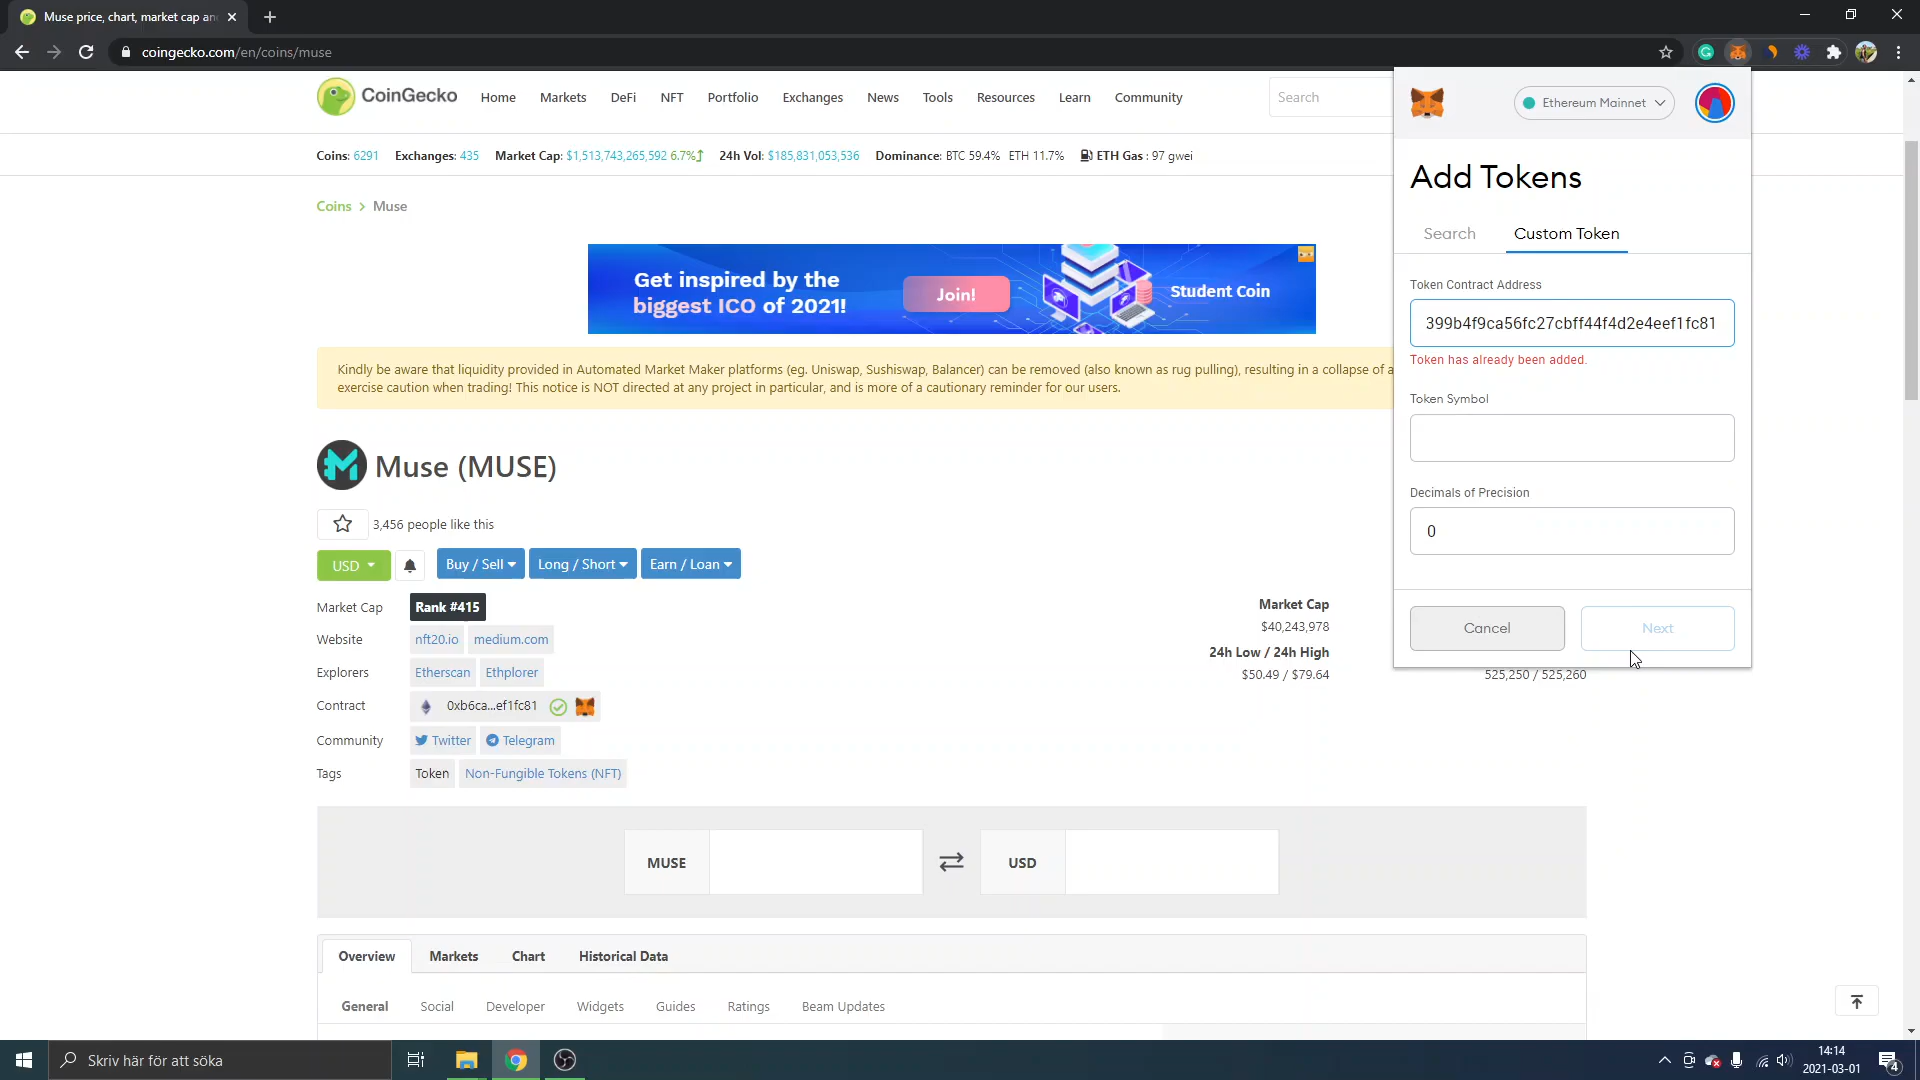 Muse price, chart, market cap an
coingecko.com/en/coins/muse
CoinGecko
Home Markets DeFi NFT Portfolio Exchanges News Tools Resources Learn Community
Search
Coins: 6291 Exchanges: 435 Market Cap: $1,513,743,265,592 6.7% 24h Vol: $185,831,053,536 Dominance: BTC 59.4% ETH 11.7% ETH Gas : 97 gwei
Coins > Muse
Get inspired by the
biggest ICO of 2021!
Join!
Student Coin
Kindly be aware that liquidity provided in Automated Market Maker platforms (eg. Uniswap, Sushiswap, Balancer) can be removed (also known as rug pulling), resulting in a collapse of a
exercise caution when trading! This notice is NOT directed at any project in particular, and is more of a cautionary reminder for our users.
Muse (MUSE)
3,456 people like this
USD Buy / Sell Long / Short Earn / Loan
Market Cap Rank #415
Website nft20.io medium.com
Explorers Etherscan Ethplorer
Contract 0xb6ca...ef1fc81
Community Twitter Telegram
Tags Token Non-Fungible Tokens (NFT)
Market Cap
$40,243,978
24h Low / 24h High
$50.49 / $79.64
525,250 / 525,260
MUSE USD
Overview Markets Chart Historical Data
General Social Developer Widgets Guides Ratings Beam Updates
Ethereum Mainnet
Add Tokens
Search Custom Token
Token Contract Address
399b4f9ca56fc27cbff44f4d2e4eef1fc81
Token has already been added.
Token Symbol
Decimals of Precision
0
Cancel Next
Skriv här för att söka
14:14
2021-03-01
4